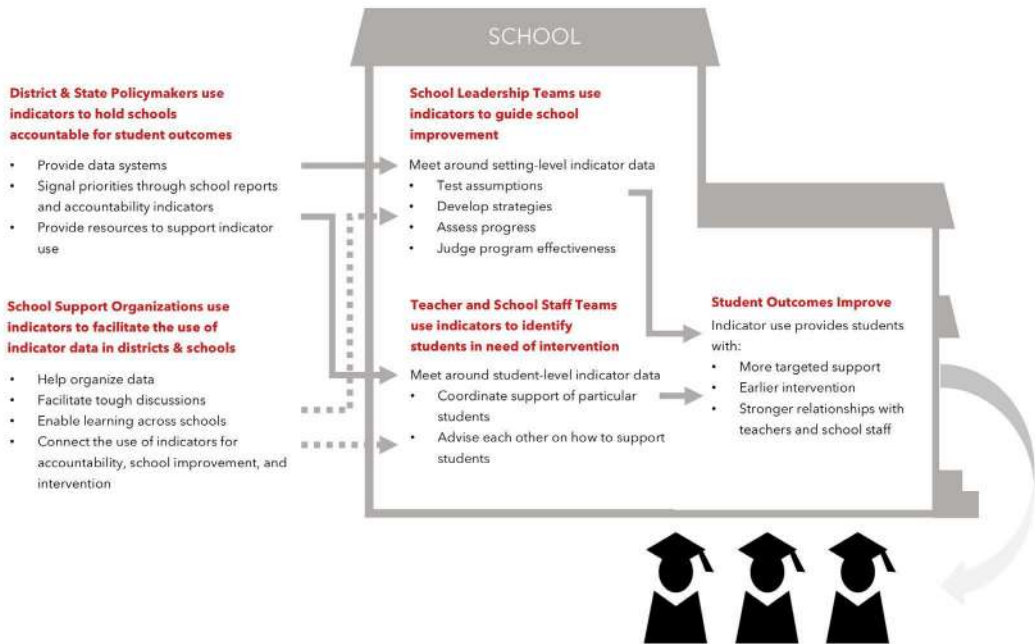 SCHOOL
District & State Policymakers use
indicators to hold schools
accountable for student outcomes
• Provide data systems
• Signal priorities through school reports
and accountability indicators
• Provide resources to support indicator
use
School Support Organizations use
indicators to facilitate the use of
indicator data in districts & schools
• Help organize data
• Facilitate tough discussions
• Enable learning across schools
• Connect the use of indicators for
accountability, school improvement, and
intervention
School Leadership Teams use
indicators to guide school
improvement
Meet around setting-level indicator data
• Test assumptions
• Develop strategies
• Assess progress
• Judge program effectiveness
Teacher and School Staff Teams
use indicators to identify
students in need of intervention
Meet around student-level indicator data
• Coordinate support of particular
students
• Advise each other on how to support
students
Student Outcomes Improve
Indicator use provides students
with:
• More targeted support
• Earlier intervention
• Stronger relationships with
teachers and school staff